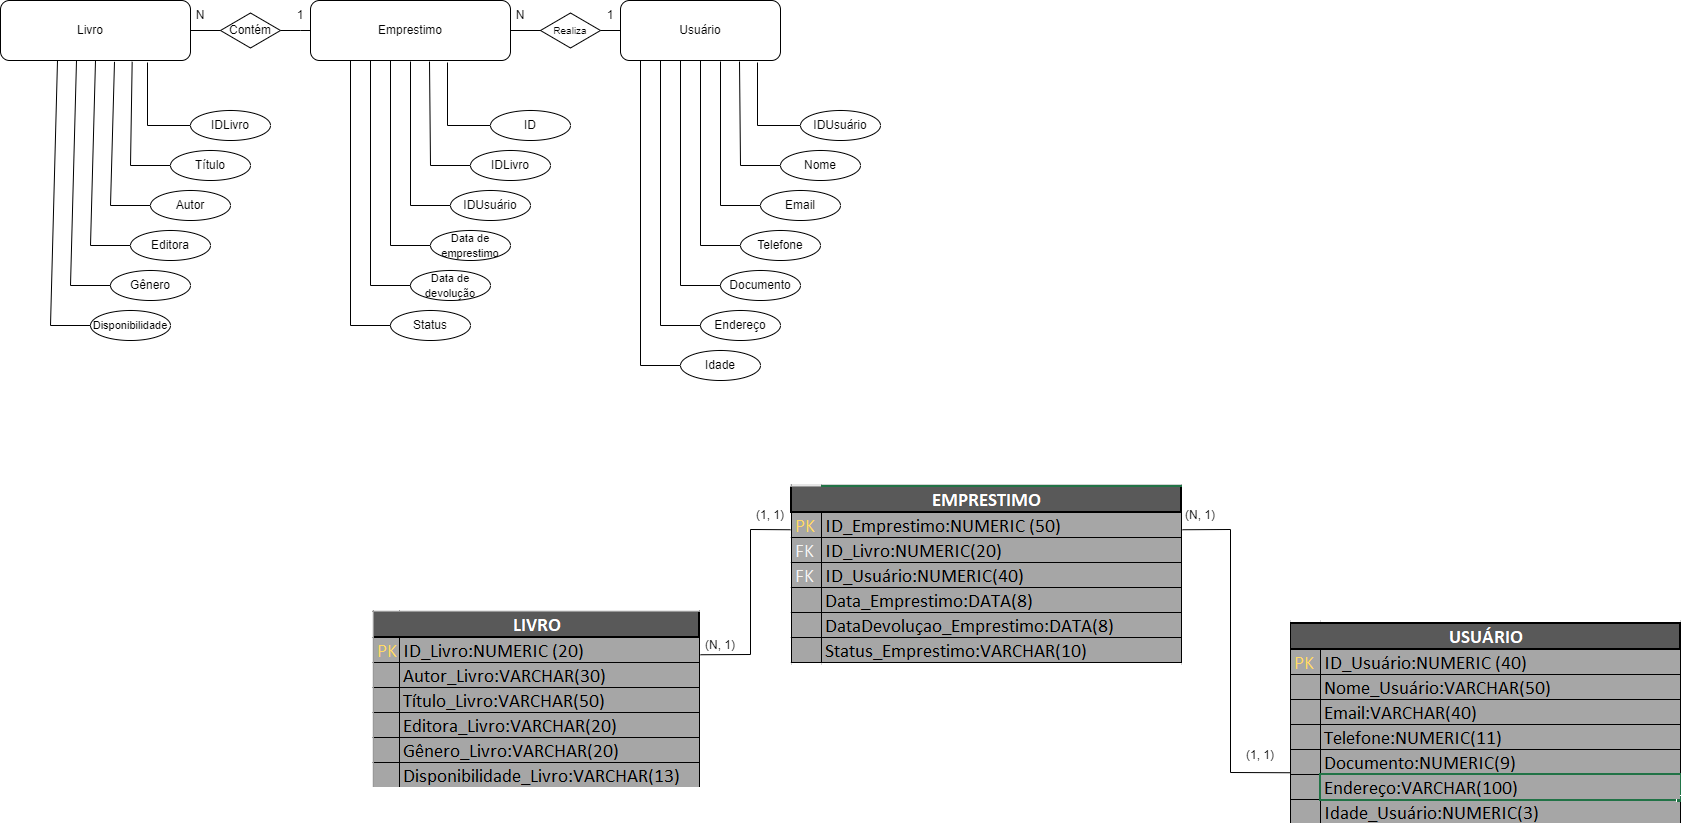 Livro
N
Contém
1
Emprestimo
N
Realiza
1
Usuário
IDLivro
Título
Autor
Editora
Gênero
Disponibilidade
ID
IDLivro
IDUsuário
Data de
emprestimo
Data de
devolução
Status
IDUsuário
Nome
Email
Telefone
Documento
Endereço
Idade
EMPRESTIMO
PK ID_Emprestimo:NUMERIC (50)
FK ID_Livro:NUMERIC(20)
FK ID_Usuário:NUMERIC(40)
Data_Emprestimo:DATA(8)
DataDevoluçao_Emprestimo:DATA(8)
Status_Emprestimo:VARCHAR(10)
(1, 1)
(N, 1)
LIVRO
PK ID_Livro:NUMERIC (20)
Autor_Livro:VARCHAR(30)
Título_Livro:VARCHAR(50)
Editora_Livro:VARCHAR(20)
Gênero_Livro:VARCHAR(20)
Disponibilidade_Livro:VARCHAR(13)
(N, 1)
(1, 1)
USUÁRIO
PK ID_Usuário:NUMERIC (40)
Nome_Usuário:VARCHAR(50)
Email:VARCHAR(40)
Telefone:NUMERIC(11)
Documento:NUMERIC(9)
Endereço:VARCHAR(100)
Idade_Usuário:NUMERIC(3)